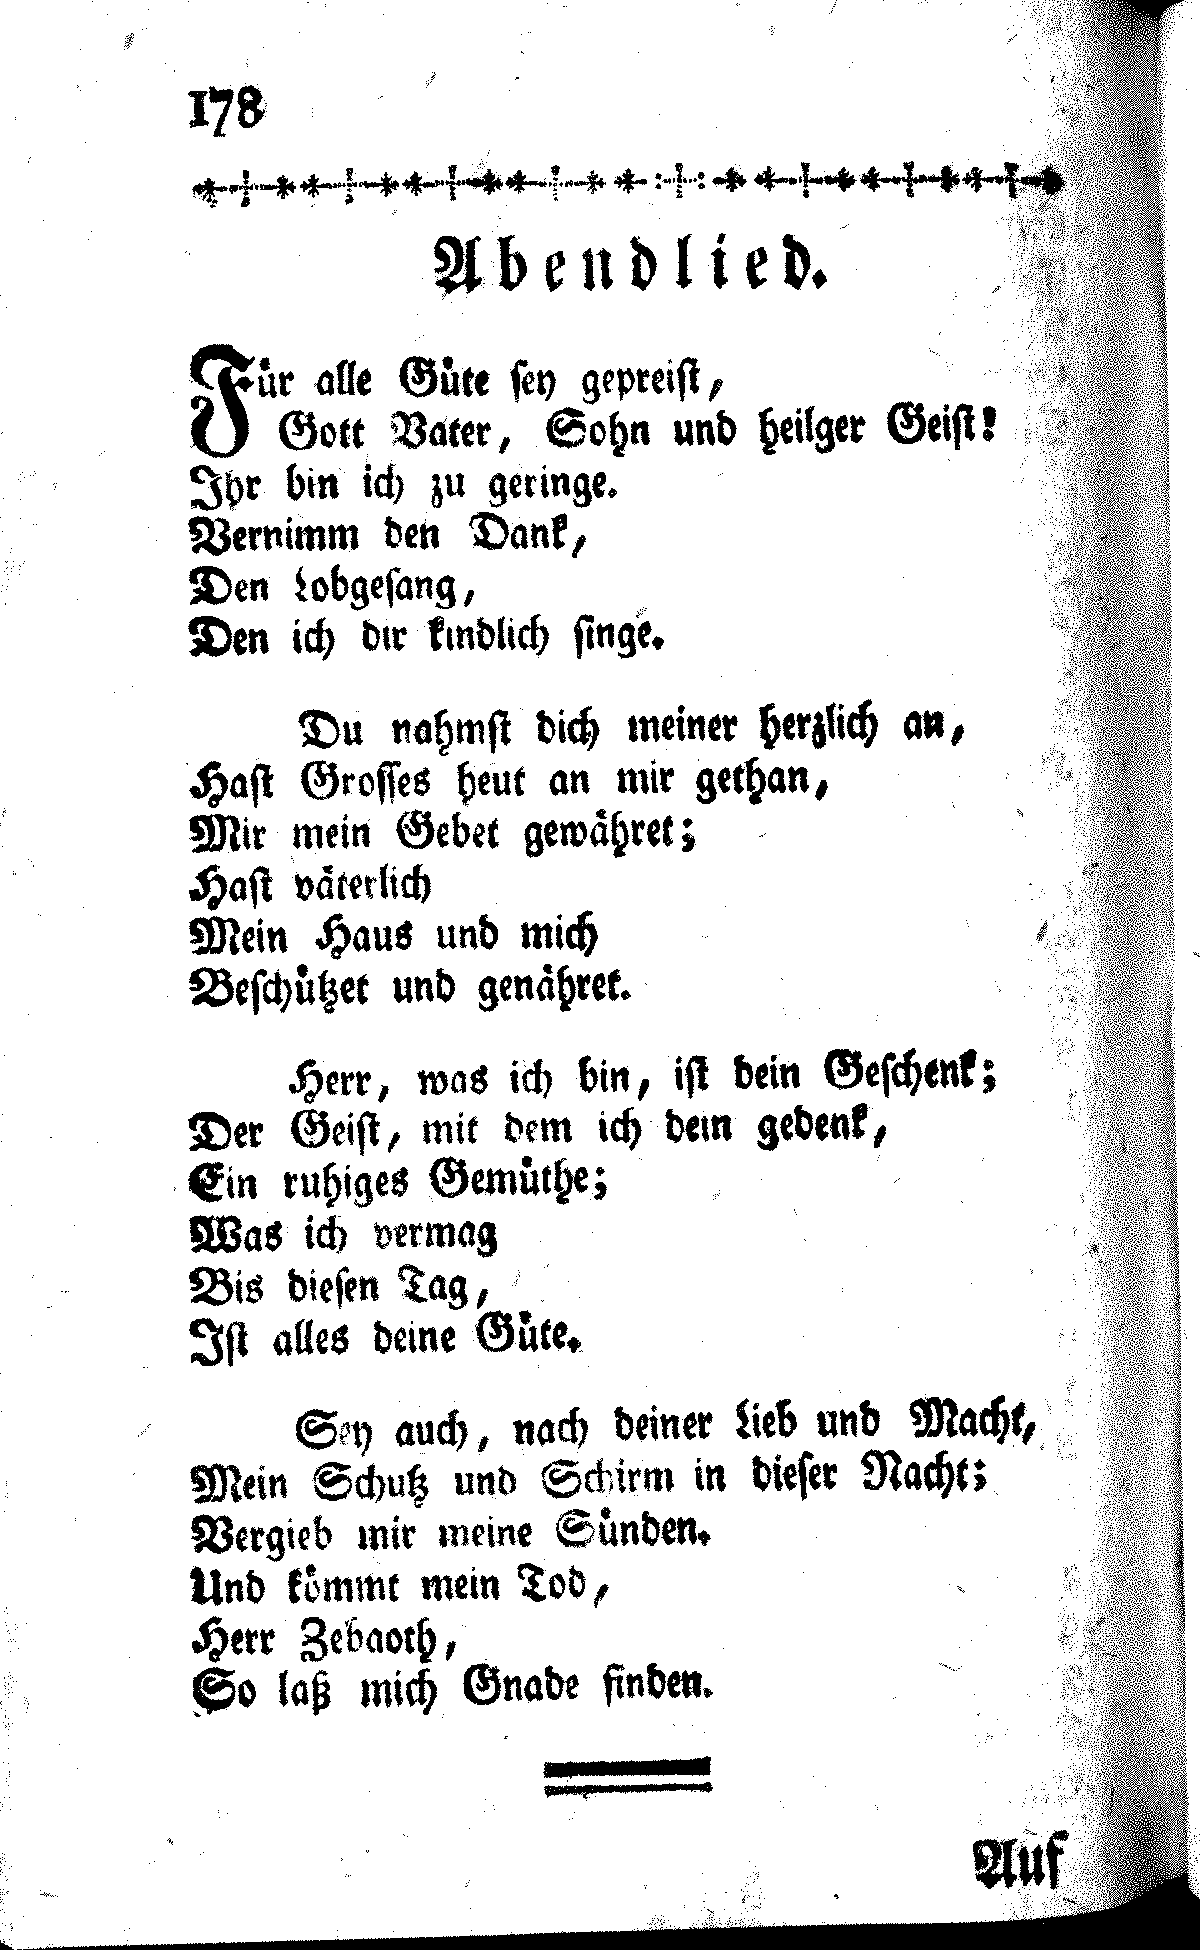 178
Abendlied.
Für alle Güte sey gepreist,
Gott Vater, Sohn und heilger Geist!
Ihr bin ich zu geringe.
Vernimm den Dank,
Den Lobgesang,
Den ich dir kindlich singe.
Du nahmst dich meiner herzlich an,
Hast Grosses heut an mir gethan,
Mir mein Gebet gewähret;
Hast väterlich
Mein Haus und mich
Beschützet und genähret.
Herr, was ich bin, ist dein Geschenk;
Der Geist, mit dem ich dein gedenk,
Ein ruhiges Gemüthe;
Was ich vermag
Bis diesen Tag,
Ist alles deine Güte.
Sey auch, nach deiner Lieb und Macht,
Mein Schutz und Schirm in dieser Nacht;
Vergieb mir meine Sünden.
Und kömmt mein Tod,
Herr Zebaoth,
So laß mich Gnade finden.
Auf